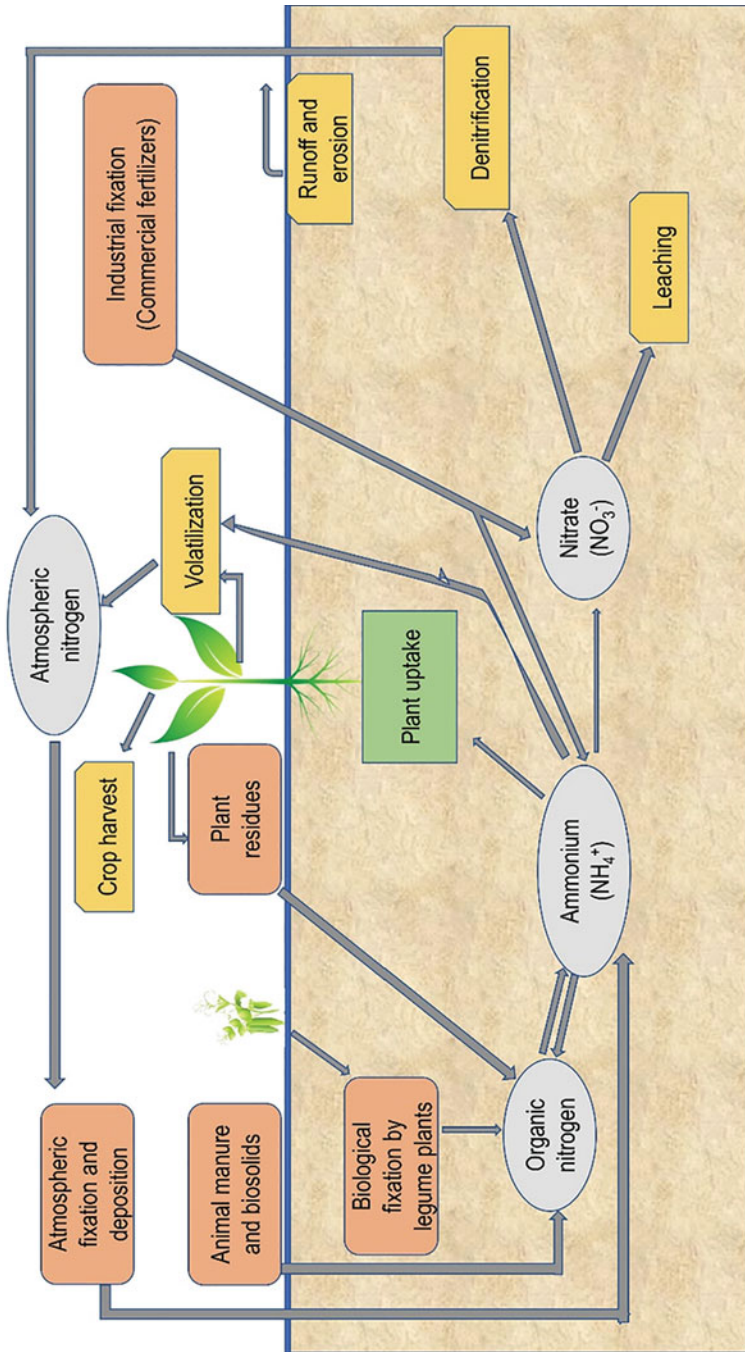 Atmospheric
nitrogen
Atmospheric
fixation and
deposition
Crop harvest
Industrial fixation
(Commercial fertilizers)
Animal manure
and biosolids
Plant
residues
Volatilization
Runoff and
erosion
Biological
fixation by
legume plants
Plant uptake
Denitrification
Organic
nitrogen
Ammonium
(NH₄⁺)
Nitrate
(NO₃⁻)
Leaching